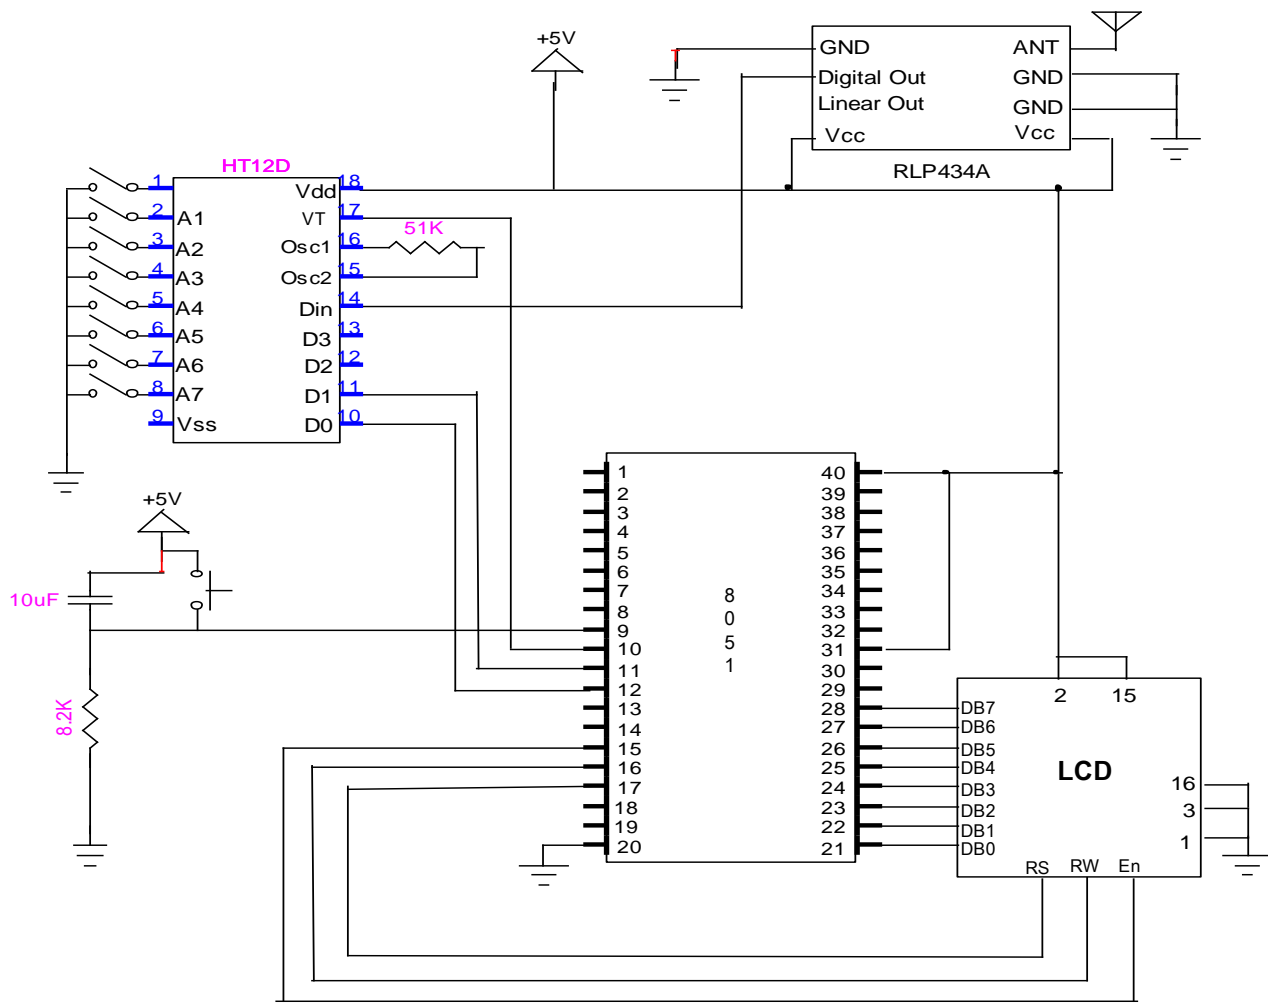 +5V
GND
ANT
Digital Out
GND
Linear Out
GND
Vcc
Vcc
RLP434A
HT12D
1
Vdd
18
2
A1
VT
17
51K
3
A2
Osc1
16
4
A3
Osc2
15
5
A4
Din
14
6
A5
D3
13
7
A6
D2
12
8
A7
D1
11
9
Vss
D0
10
+5V
10uF
8.2K
1
40
2
39
3
38
4
37
5
36
6
35
7
34
8
33
9
32
10
31
11
30
12
29
13
28
14
27
15
26
16
25
17
24
18
23
19
22
20
21
8
0
5
1
2
15
DB7
DB6
DB5
DB4
DB3
DB2
DB1
DB0
LCD
16
3
1
RS
RW
En